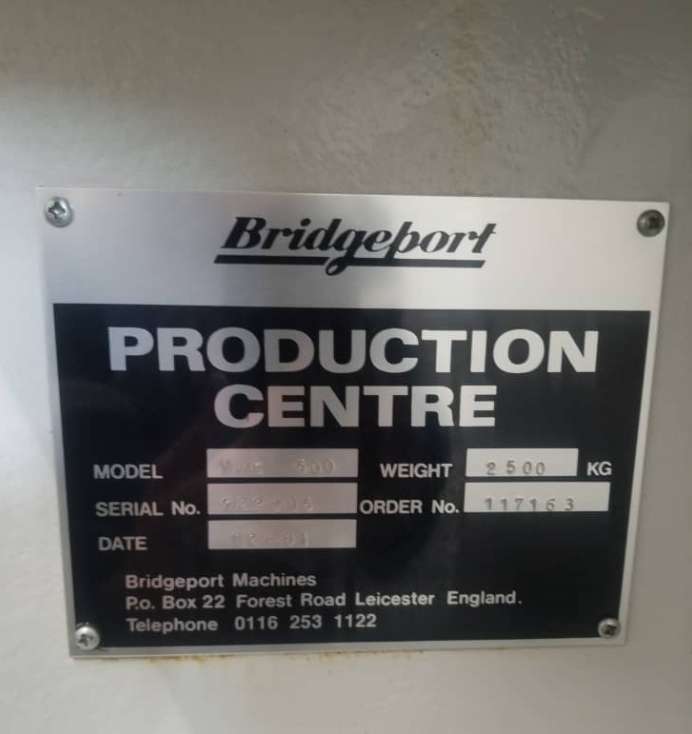 Bridgeport
PRODUCTION
CENTRE
MODEL 500 WEIGHT 2500 KG
SERIAL No. ORDER No. 117163
DATE
Bridgeport Machines
P.o. Box 22 Forest Road Leicester England.
Telephone 0116 253 1122